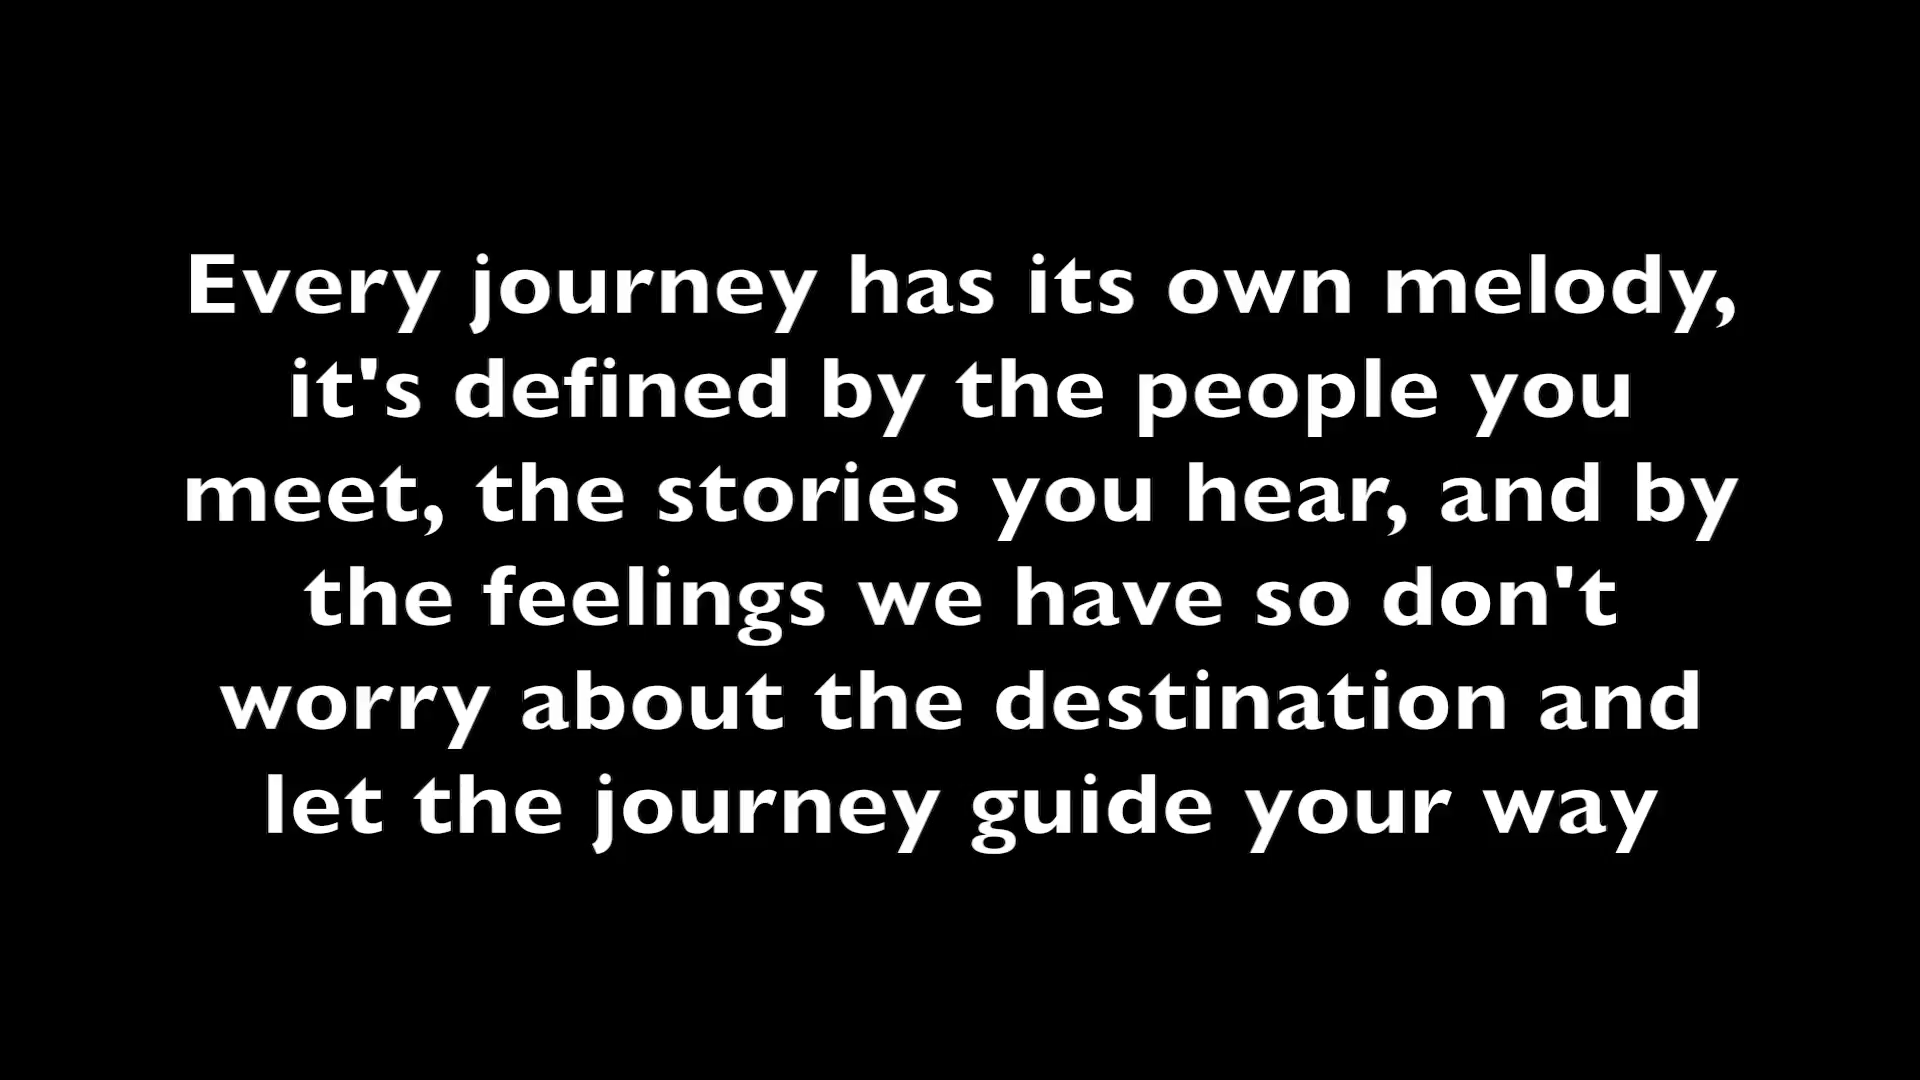 Every journey has its own melody,
it's defined by the people you
meet, the stories you hear, and by
the feelings we have so don't
worry about the destination and
let the journey guide your way